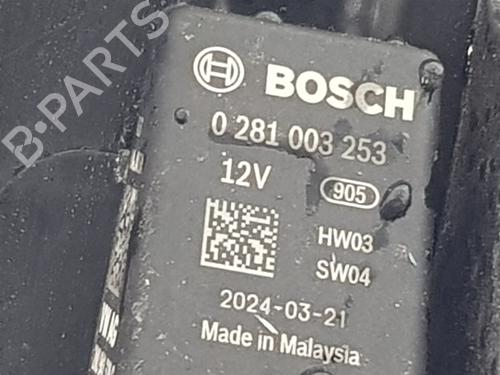 B-PARTS
BOSCH
0 281 003 253
12V
905
HW03
SW04
2024-03-21
Made in Malaysia